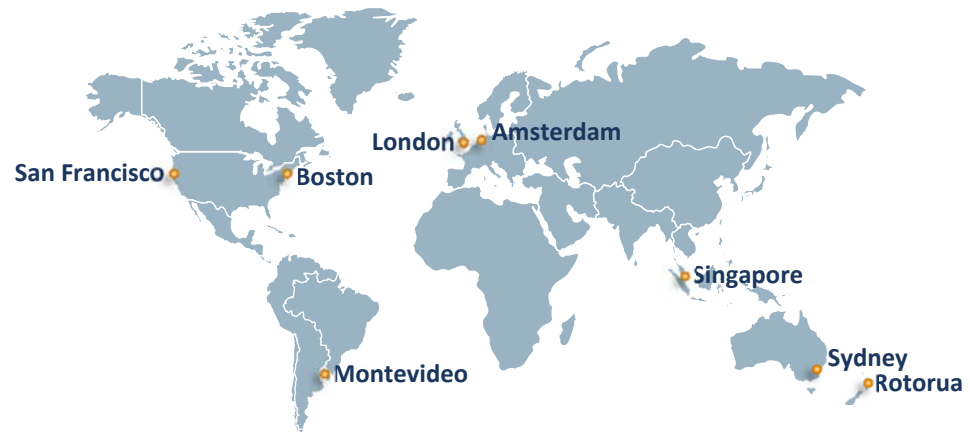 London
Amsterdam
San Francisco
Boston
Singapore
Sydney
Montevideo
Rotorua